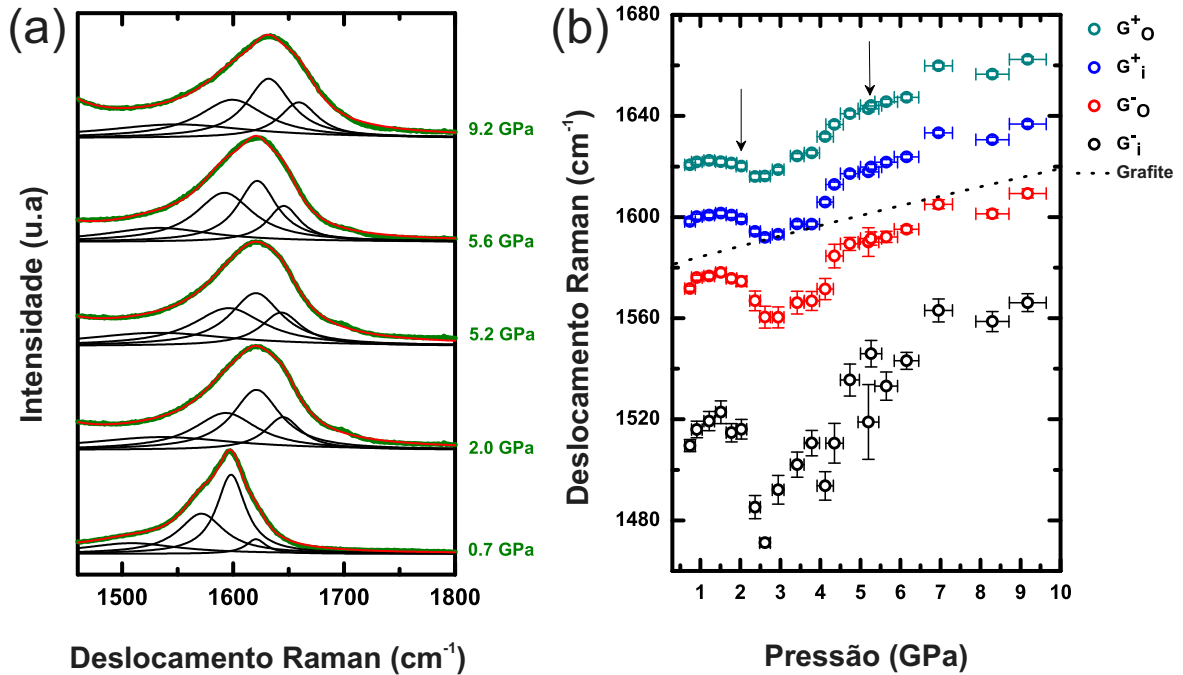 (a)
Intensidade (u.a)
9.2 GPa
5.6 GPa
5.2 GPa
2.0 GPa
0.7 GPa
1500 1600 1700 1800
Deslocamento Raman (cm⁻¹)
(b)
Deslocamento Raman (cm⁻¹)
1680
1640
1600
1560
1520
1480
1 2 3 4 5 6 7 8 9 10
Pressão (GPa)
G⁺O
G⁺i
G⁻O
G⁻i
Grafite